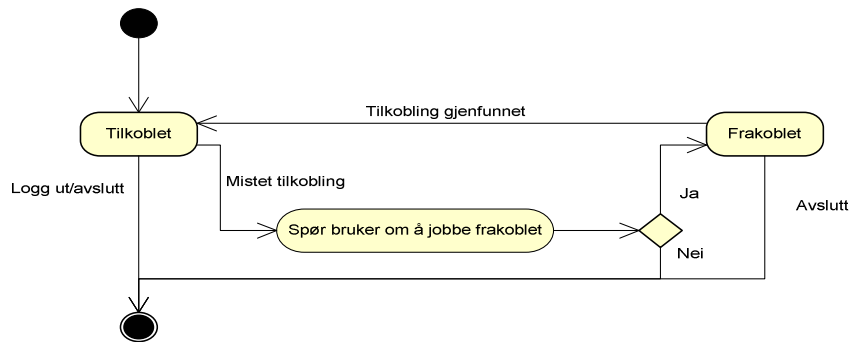 Tilkobling gjenfunnet
Tilkoblet
Frakoblet
Mistet tilkobling
Logg ut/avslutt
Ja
Avslutt
Spør bruker om å jobbe frakoblet
Nei